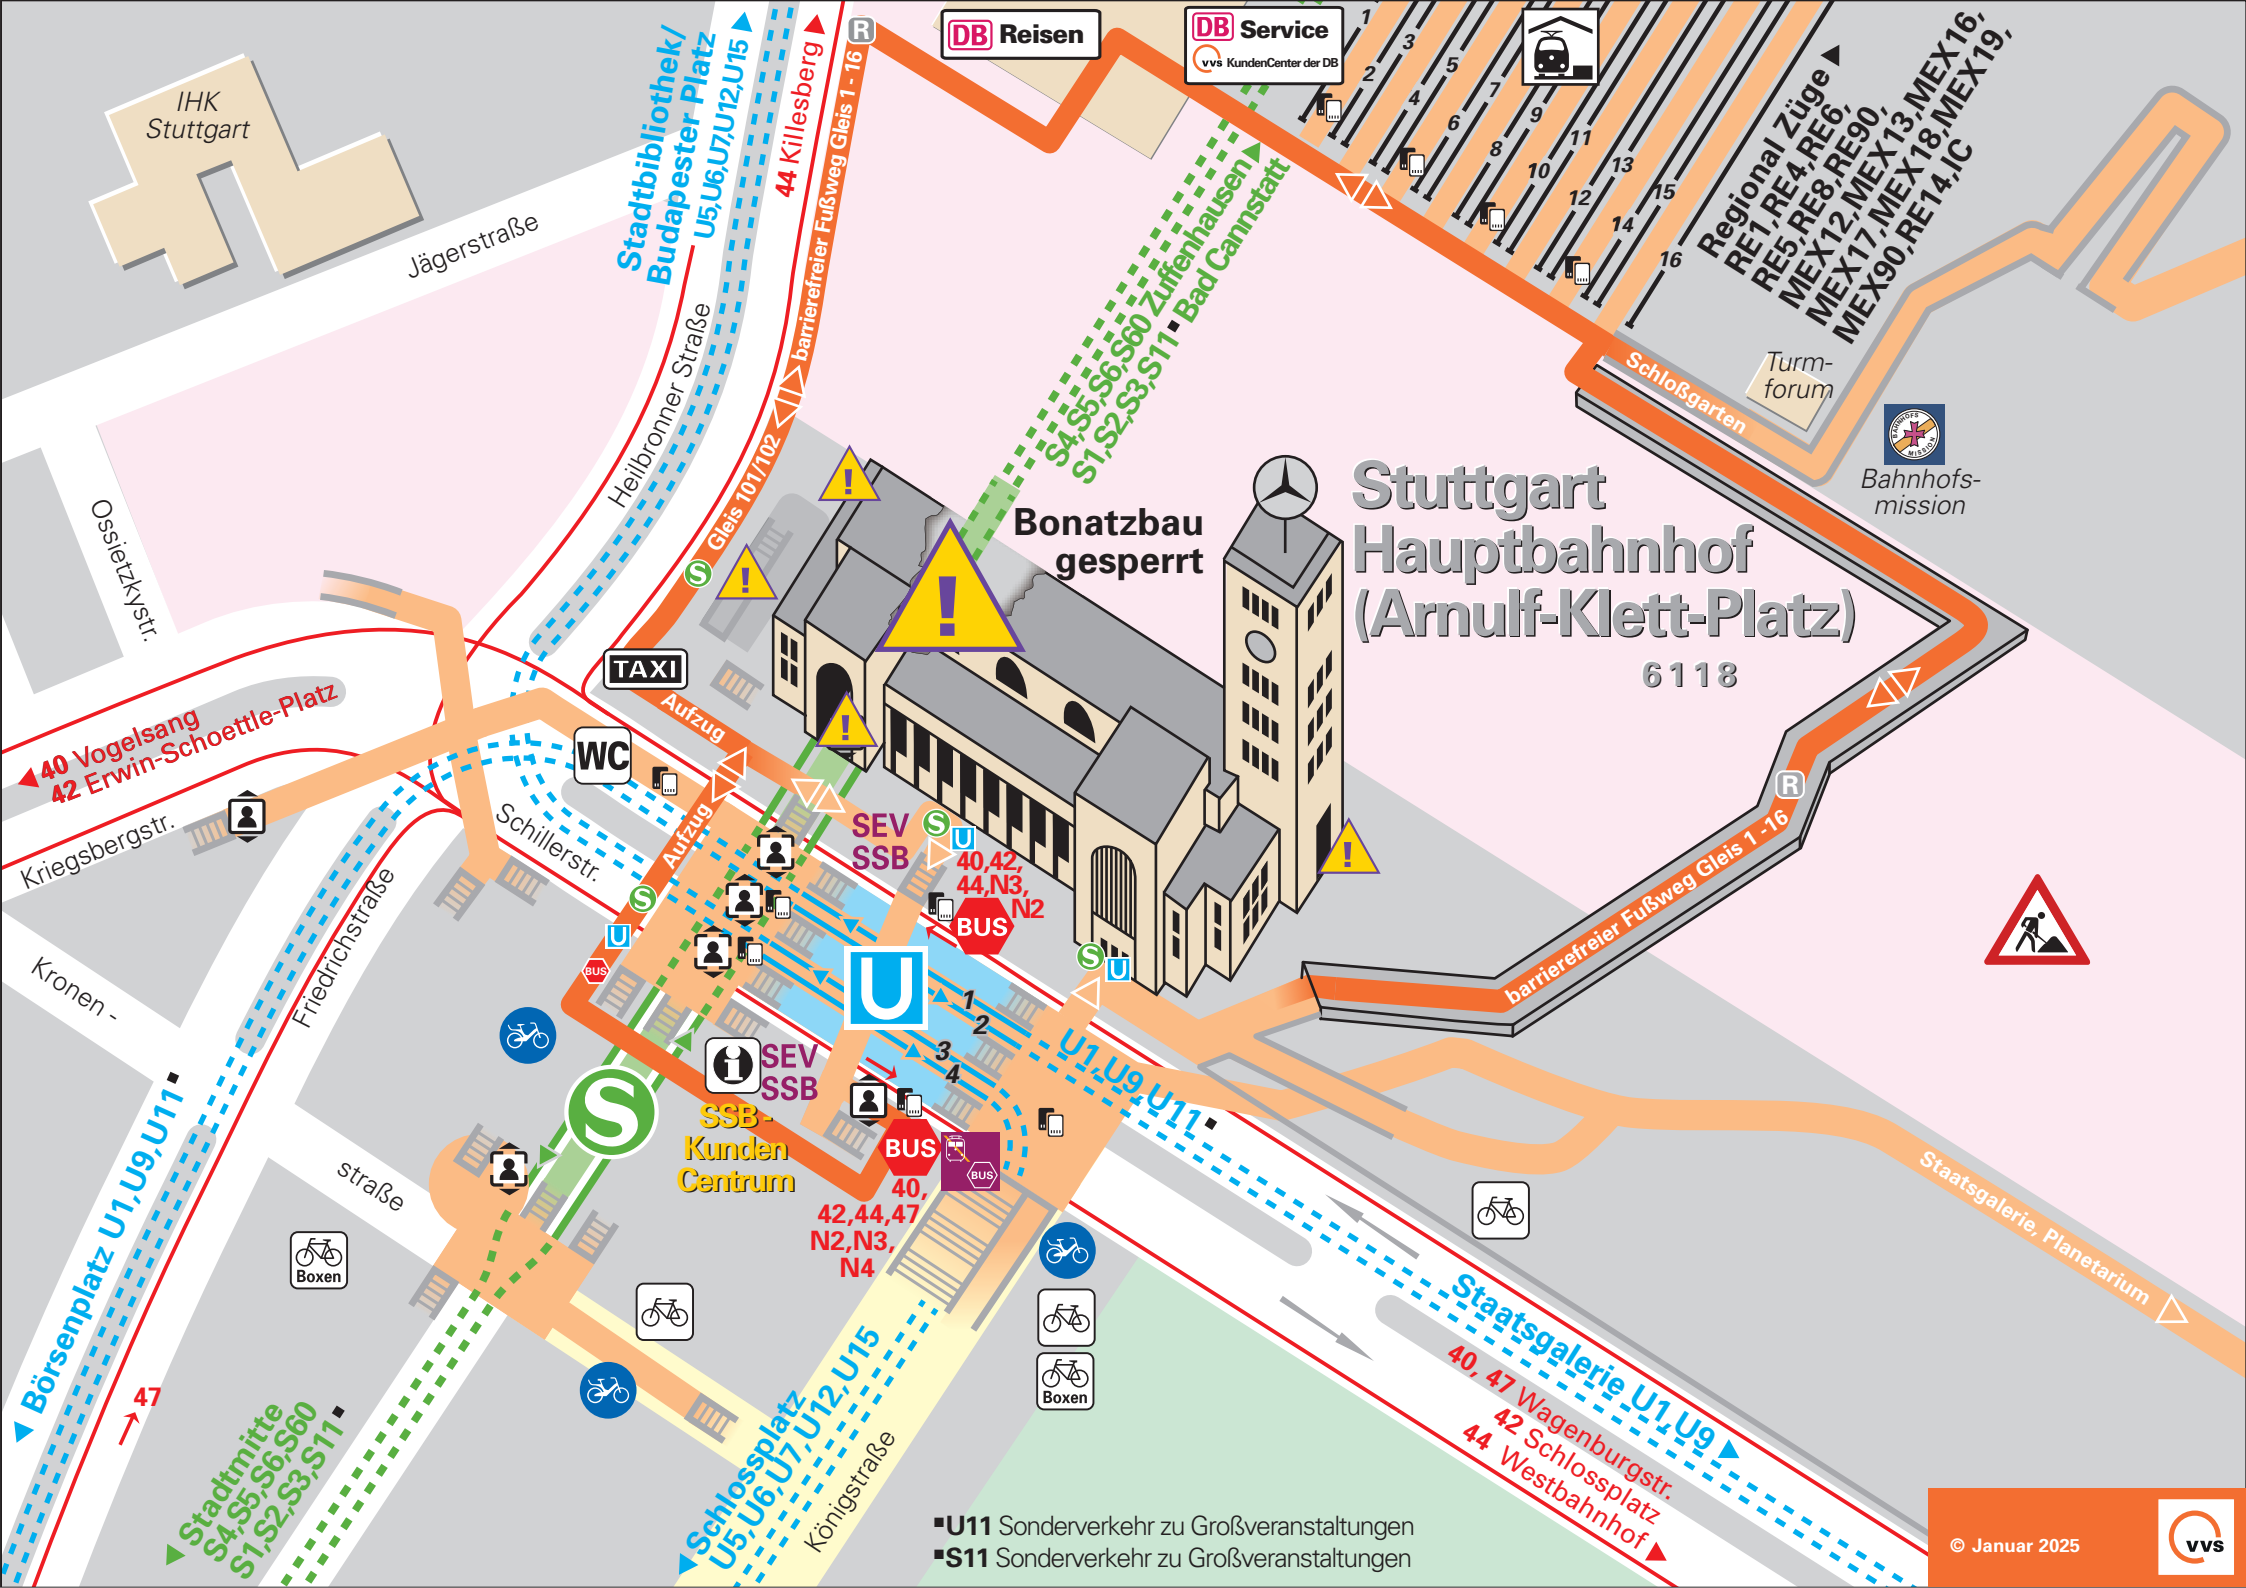 IHK
Stuttgart
Jägerstraße
Stadtbibliothek/
Budapester Platz
U5,U6,U7,U12,U15
44 Killesberg
R
barrierefreier Fußweg Gleis 1 - 16
DB Reisen
DB Service
vvs KundenCenter der DB
1
2
3
4
5
6
7
8
9
10
11
12
13
14
15
16
Regional Züge
RE1,RE4,RE6,
RE5,RE8,RE90,
MEX12,MEX13,MEX16,
MEX17,MEX18,MEX19,
MEX90,RE14,IC
S4,S5,S6,S60 Zuffenhausen
S1,S2,S3,S11 Bad Cannstatt
Schloßgarten
Turm-
forum
BAHNHOFS
MISSION
Bahnhofs-
mission
Heilbronner Straße
Ossietzkystr.
Gleis 101/102
S
!
!
!
!
!
Bonatzbau
gesperrt
Stuttgart
Hauptbahnhof
(Arnulf-Klett-Platz)
6118
TAXI
Aufzug
40 Vogelsang
42 Erwin-Schoettle-Platz
WC
Kriegsbergstr.
Schillerstr.
Aufzug
SEV
SSB
S
U
40,42,
44,N3,
N2
BUS
S
U
BUS
S
U
R
barrierefreier Fußweg Gleis 1 -16
Friedrichstraße
Kronen -
straße
U
1
2
3
4
U1,U9,U11
i
SEV
SSB
SSB-
Kunden
Centrum
S
BUS
BUS
40,
42,44,47
N2,N3,
N4
Boxen
Boxen
Börsenplatz U1,U9,U11
47
Stadtmitte
S4,S5,S6,S60
S1,S2,S3,S11
Schlossplatz
U5,U6,U7,U12,U15
Königstraße
Staatsgalerie, Planetarium
Staatsgalerie U1,U9
40, 47 Wagenburgstr.
42 Schlossplatz
44 Westbahnhof
U11 Sonderverkehr zu Großveranstaltungen
S11 Sonderverkehr zu Großveranstaltungen
© Januar 2025
vvs